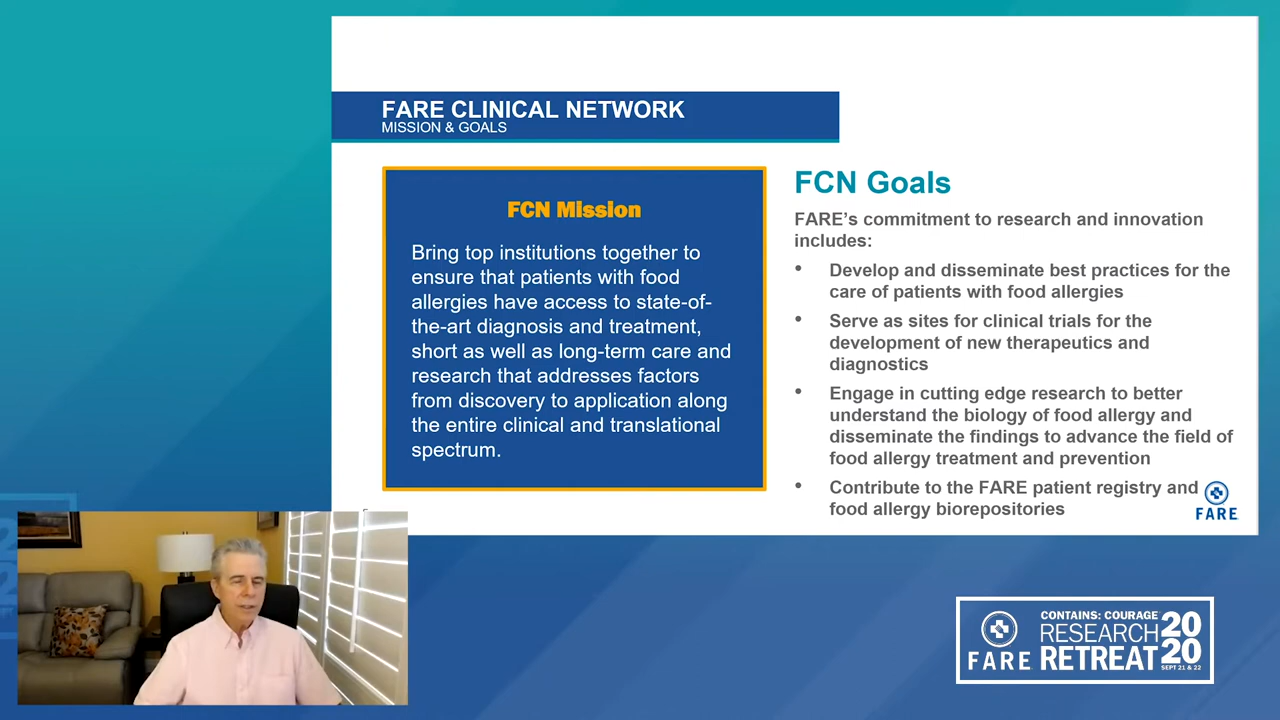 FARE CLINICAL NETWORK
MISSION & GOALS
FCN Mission
Bring top institutions together to
ensure that patients with food
allergies have access to state-of-
the-art diagnosis and treatment,
short as well as long-term care and
research that addresses factors
from discovery to application along
the entire clinical and translational
spectrum.
FCN Goals
FARE's commitment to research and innovation
includes:
• Develop and disseminate best practices for the
care of patients with food allergies
• Serve as sites for clinical trials for the
development of new therapeutics and
diagnostics
• Engage in cutting edge research to better
understand the biology of food allergy and
disseminate the findings to advance the field of
food allergy treatment and prevention
• Contribute to the FARE patient registry and
food allergy biorepositories
FARE
FARE
CONTAINS: COURAGE
RESEARCH
RETREAT
20
20
SEPT 21 & 22